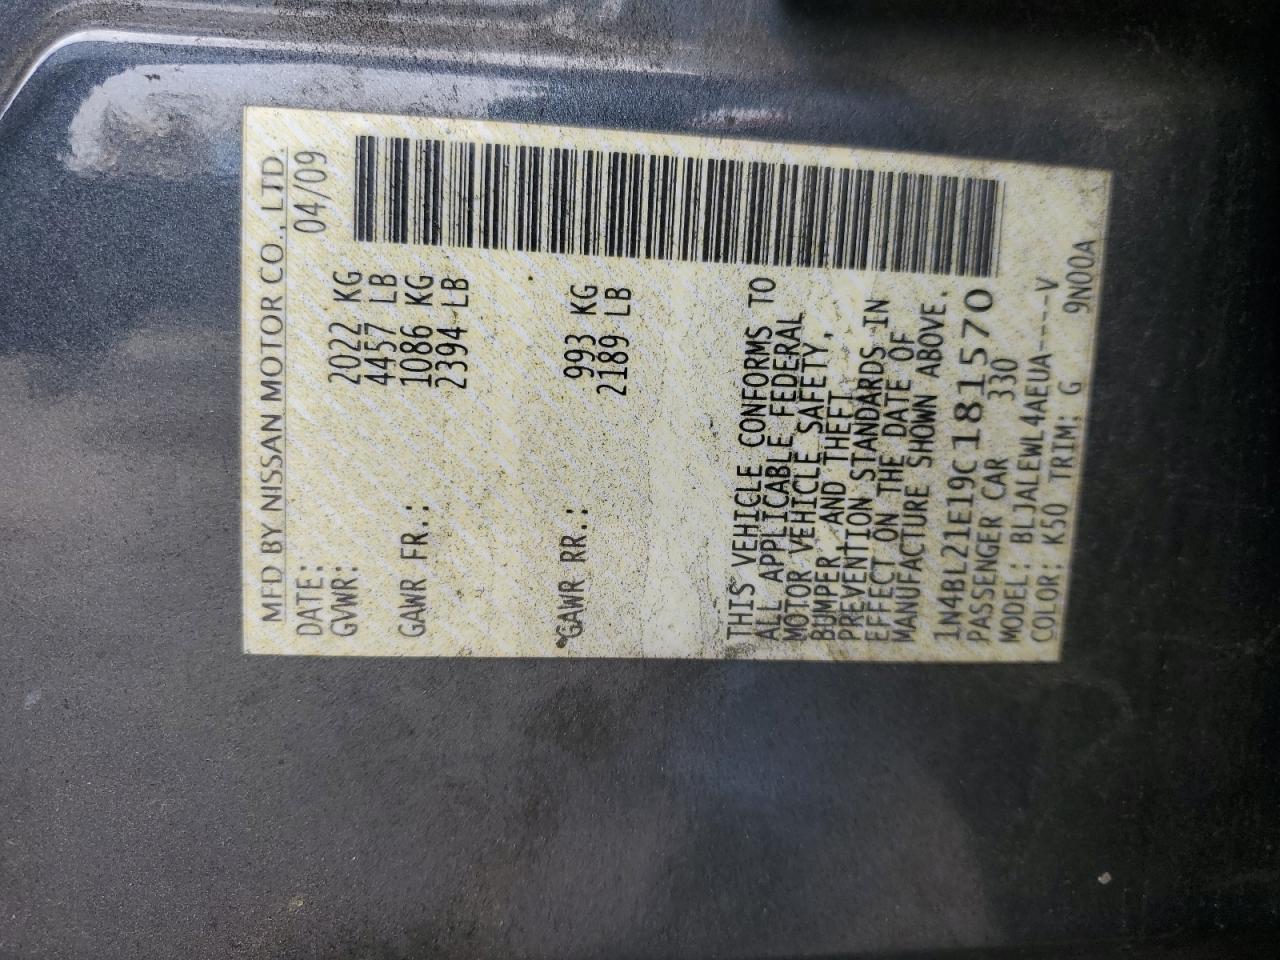 MFD BY NISSAN MOTOR CO., LTD.
DATE: 04/09
GVWR: 2022 KG
4457 LB
GAWR FR.: 1086 KG
2394 LB
GAWR RR.: 993 KG
2189 LB
THIS VEHICLE CONFORMS TO
ALL APPLICABLE FEDERAL
MOTOR VEHICLE SAFETY,
BUMPER, AND THEFT
PREVENTION STANDARDS IN
EFFECT ON THE DATE OF
MANUFACTURE SHOWN ABOVE.
1N4BL21E19C181570
PASSENGER CAR 330
MODEL: BLJALEWL4AEUA----V
COLOR: K50 TRIM: G 9N00A